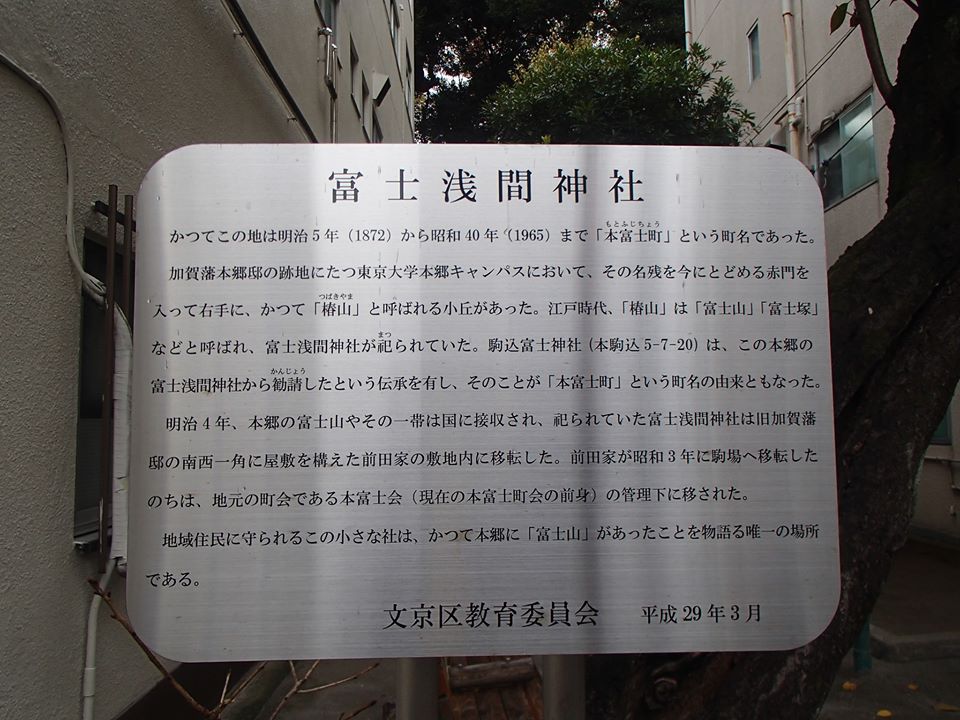 富士浅間神社
かつてこの地は明治5年（1872）から昭和40年（1965）まで「本富士町」という町名であった。
もとふじちょう
加賀藩本郷邸の跡地にたつ東京大学本郷キャンパスにおいて、その名残を今にとどめる赤門を
入って右手に、かつて「椿山」と呼ばれる小丘があった。江戸時代、「椿山」は「富士山」「富士塚」
つばきやま
などと呼ばれ、富士浅間神社が祀られていた。駒込富士神社（本駒込5-7-20）は、この本郷の
まつ
富士浅間神社から勧請したという伝承を有し、そのことが「本富士町」という町名の由来ともなった。
かんじょう
明治4年、本郷の富士山やその一帯は国に接収され、祀られていた富士浅間神社は旧加賀藩
邸の南西一角に屋敷を構えた前田家の敷地内に移転した。前田家が昭和3年に駒場へ移転した
のちは、地元の町会である本富士会（現在の本富士町会の前身）の管理下に移された。
地域住民に守られるこの小さな社は、かつて本郷に「富士山」があったことを物語る唯一の場所
である。
文京区教育委員会　平成29年3月